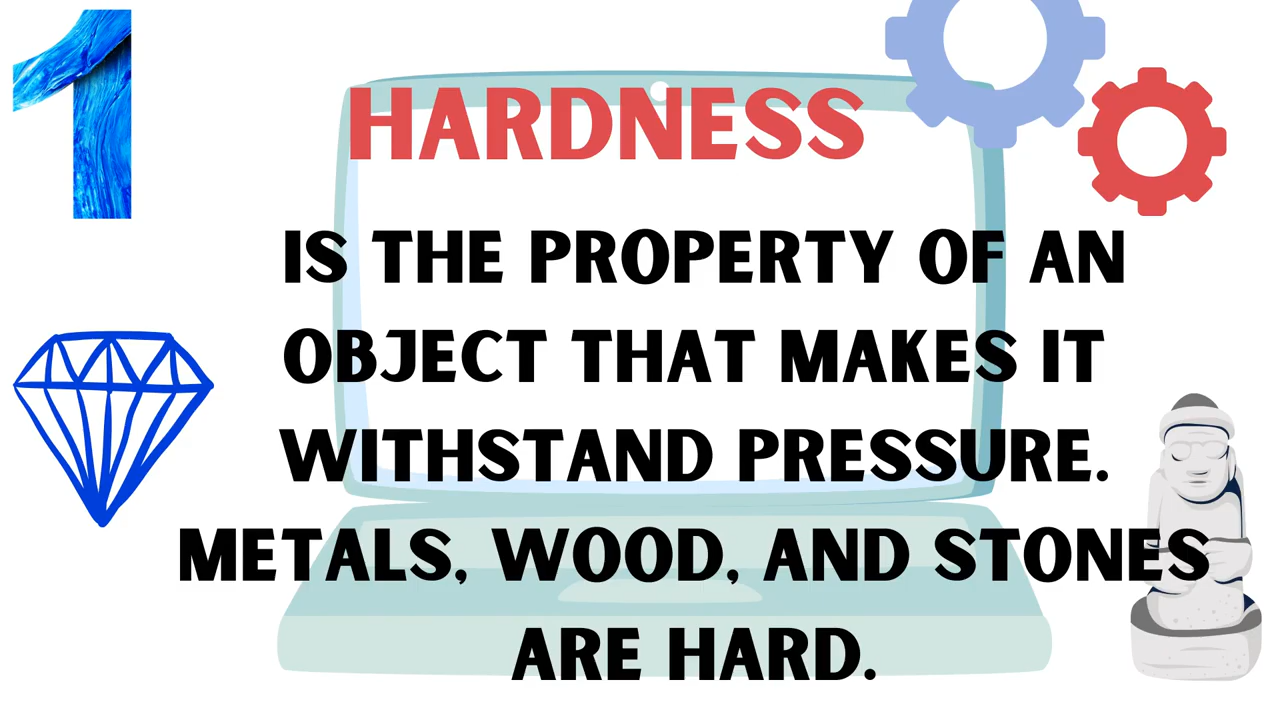 1
HARDNESS
IS THE PROPERTY OF AN
OBJECT THAT MAKES IT
WITHSTAND PRESSURE.
METALS, WOOD, AND STONES
ARE HARD.